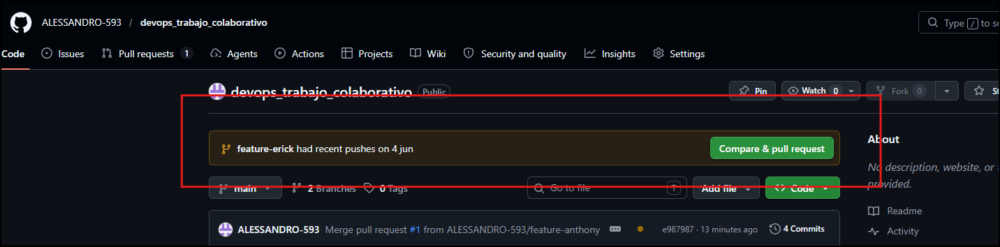 ALESSANDRO-593 / devops_trabajo_colaborativo
Type / to se
Code Issues Pull requests 1 Agents Actions Projects Wiki Security and quality Insights Settings
devops_trabajo_colaborativo Public
Pin Watch 0 Fork 0
feature-erick had recent pushes on 4 jun
Compare & pull request
main 2 Branches 0 Tags Go to file T Add file <> Code
ALESSANDRO-593 Merge pull request #1 from ALESSANDRO-593/feature-anthony e987987 · 13 minutes ago 4 Commits
About
No description, website, or
provided.
Readme
Activity